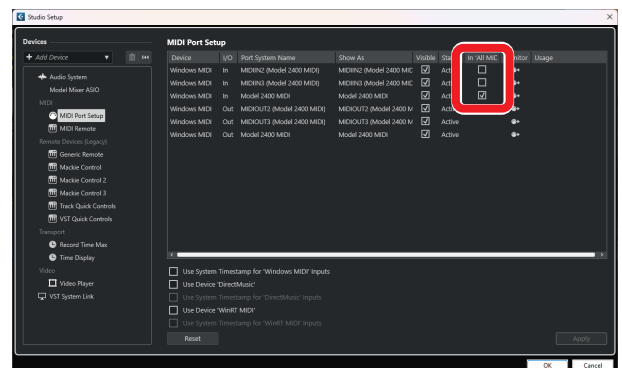 Studio Setup
Devices
+ Add Device
Audio System
Model Mixer ASIO
MIDI
MIDI Port Setup
MIDI Remote
Remote Devices (Legacy)
Generic Remote
Mackie Control
Mackie Control 2
Mackie Control 3
Track Quick Controls
VST Quick Controls
Transport
Record Time Max
Time Display
Video
Video Player
VST System Link
MIDI Port Setup
Device I/O Port System Name Show As Visible Sta In 'All MIC nitor Usage
Windows MIDI In MIDIIN2 (Model 2400 MIDI) MIDIIN2 (Model 2400 MIC Act
Windows MIDI In MIDIIN3 (Model 2400 MIDI) MIDIIN3 (Model 2400 MIC Act
Windows MIDI In Model 2400 MIDI Model 2400 MIDI Act
Windows MIDI Out MIDIOUT2 (Model 2400 MIDI) MIDIOUT2 (Model 2400 M Active
Windows MIDI Out MIDIOUT3 (Model 2400 MIDI) MIDIOUT3 (Model 2400 M Active
Windows MIDI Out Model 2400 MIDI Model 2400 MIDI Active
Use System Timestamp for 'Windows MIDI' Inputs
Use Device 'DirectMusic'
Use System Timestamp for 'DirectMusic' Inputs
Use Device 'WinRT MIDI'
Use System Timestamp for 'WinRT MIDI' Inputs
Reset Apply
OK Cancel